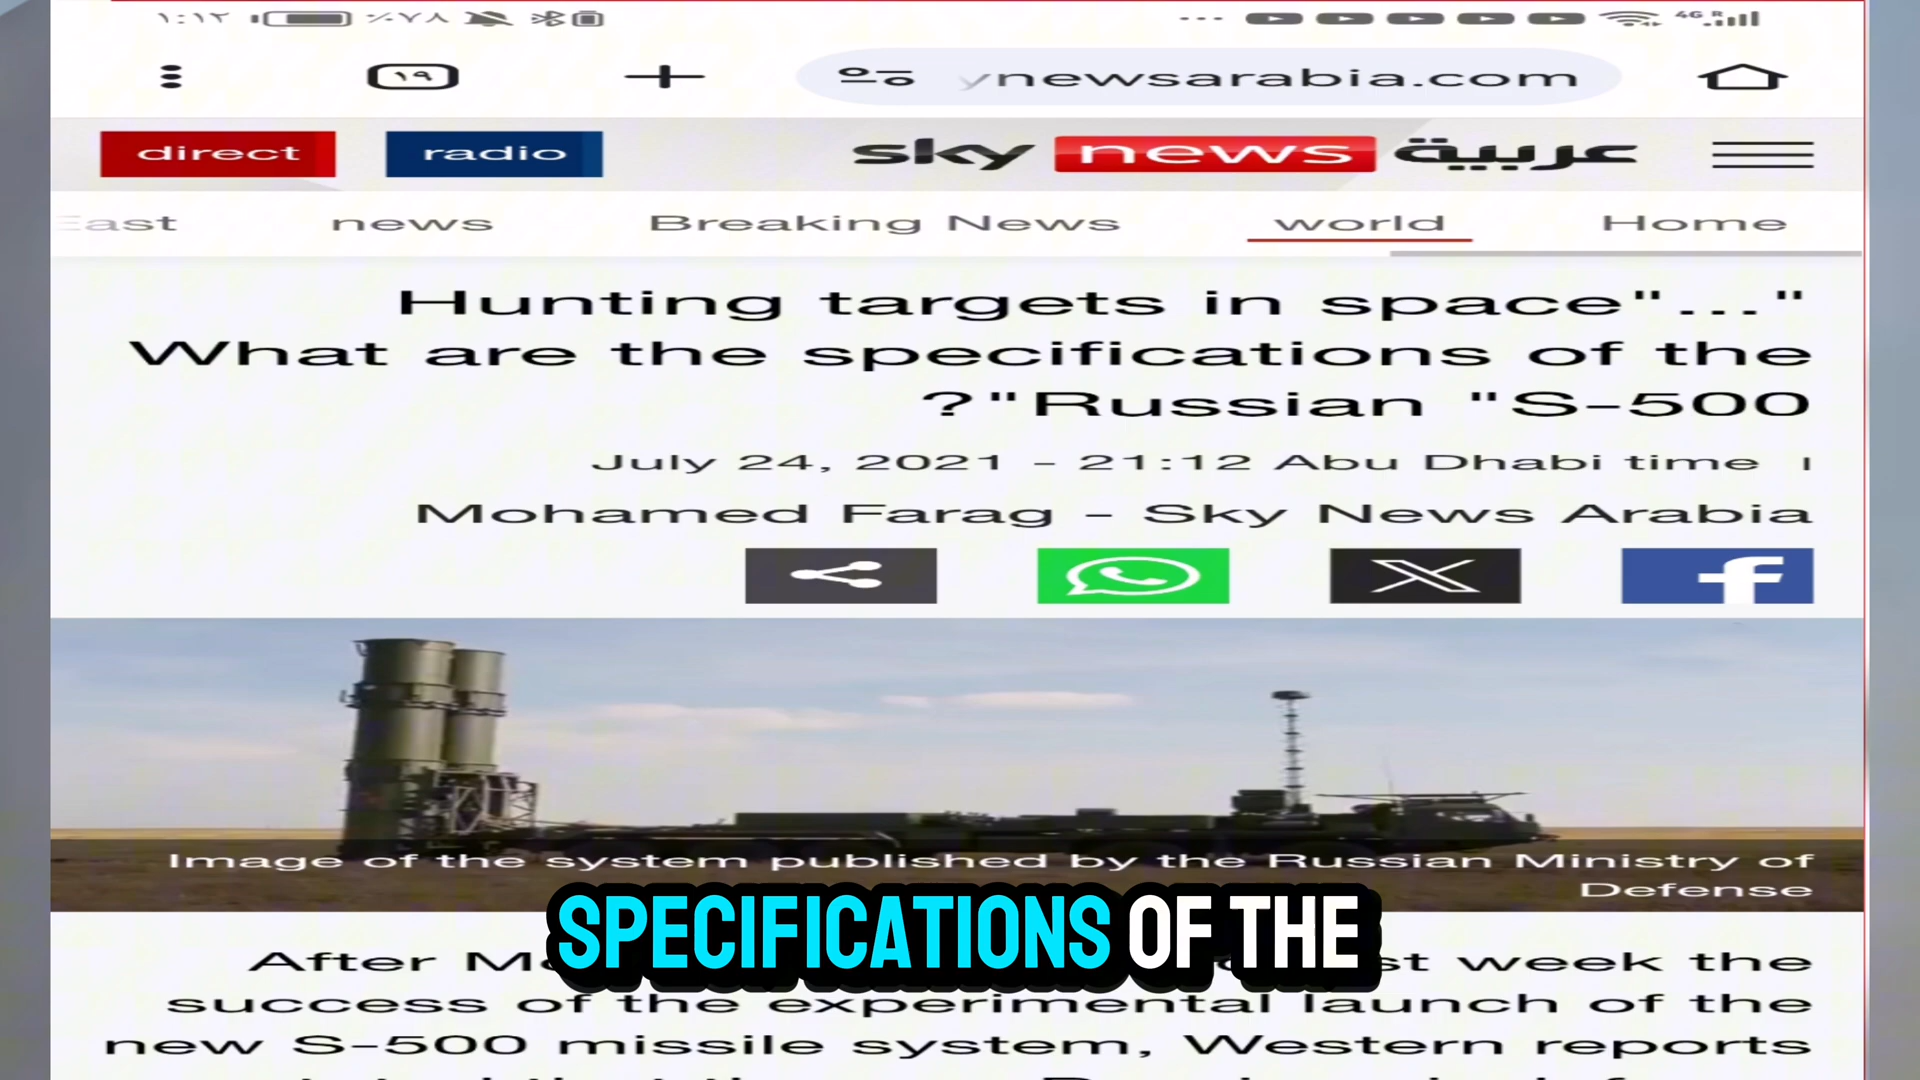 ١:١٢ ٪٧٨ 4G R
١٩ ynewsarabia.com
direct radio sky news عربية
East news Breaking News world Home
Hunting targets in space"..."
What are the specifications of the
?"Russian "S-500
July 24, 2021 - 21:12 Abu Dhabi time
Mohamed Farag - Sky News Arabia
Image of the system published by the Russian Ministry of
Defense
SPECIFICATIONS OF THE
After week the
success of the experimental launch of the
new S-500 missile system, Western reports